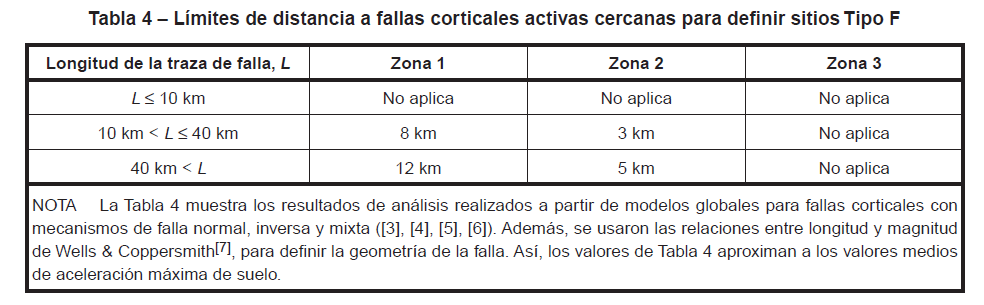 Tabla 4 – Límites de distancia a fallas corticales activas cercanas para definir sitios Tipo F
Longitud de la traza de falla, L Zona 1 Zona 2 Zona 3
L ≤ 10 km No aplica No aplica No aplica
10 km < L ≤ 40 km 8 km 3 km No aplica
40 km < L 12 km 5 km No aplica
NOTA La Tabla 4 muestra los resultados de análisis realizados a partir de modelos globales para fallas corticales con
mecanismos de falla normal, inversa y mixta ([3], [4], [5], [6]). Además, se usaron las relaciones entre longitud y magnitud
de Wells & Coppersmith[7], para definir la geometría de la falla. Así, los valores de Tabla 4 aproximan a los valores medios
de aceleración máxima de suelo.